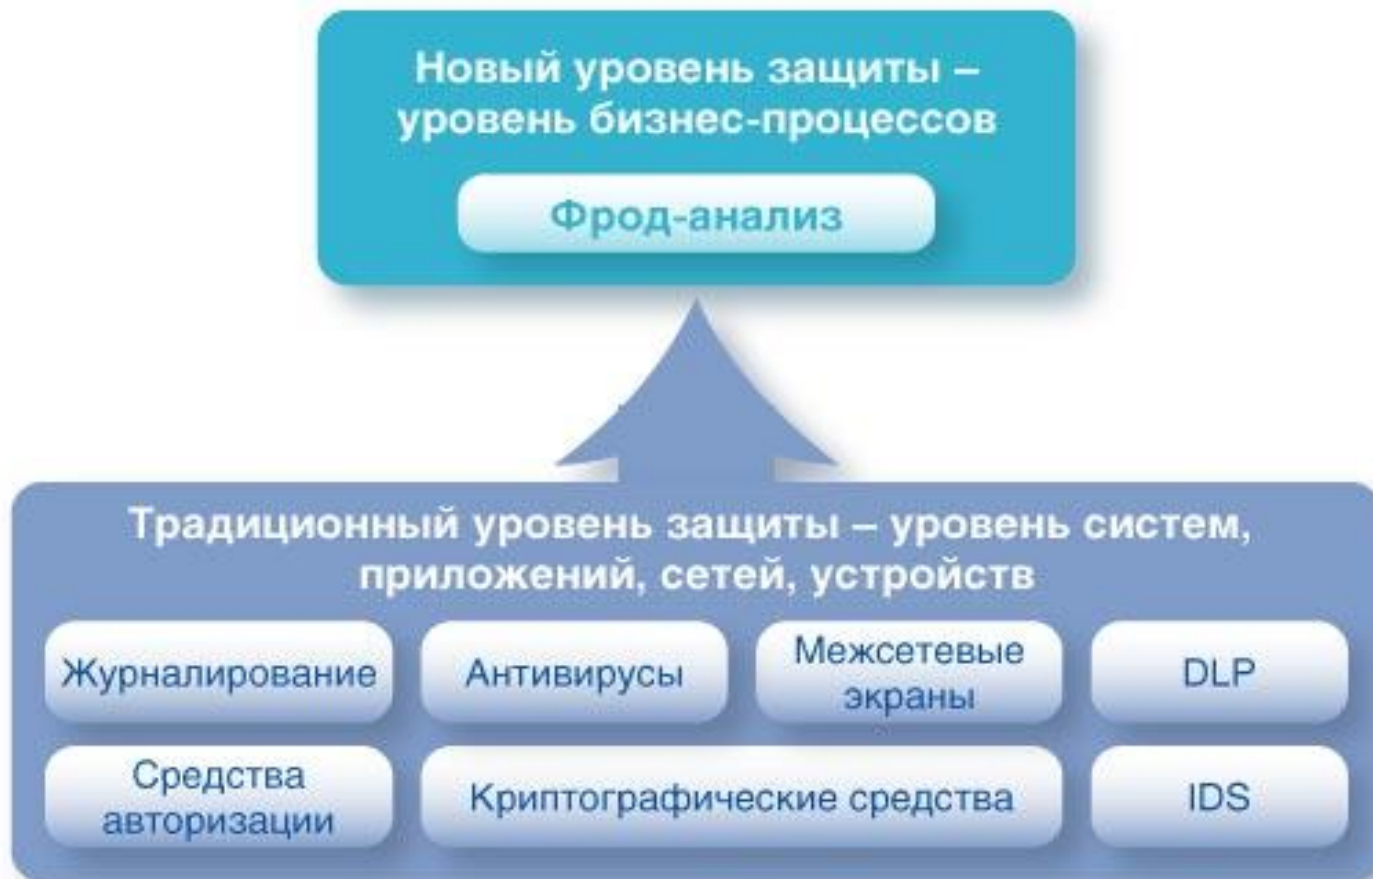 Новый уровень защиты –
уровень бизнес-процессов
Фрод-анализ
Традиционный уровень защиты – уровень систем,
приложений, сетей, устройств
Журналирование
Антивирусы
Межсетевые
экраны
DLP
Средства
авторизации
Криптографические средства
IDS